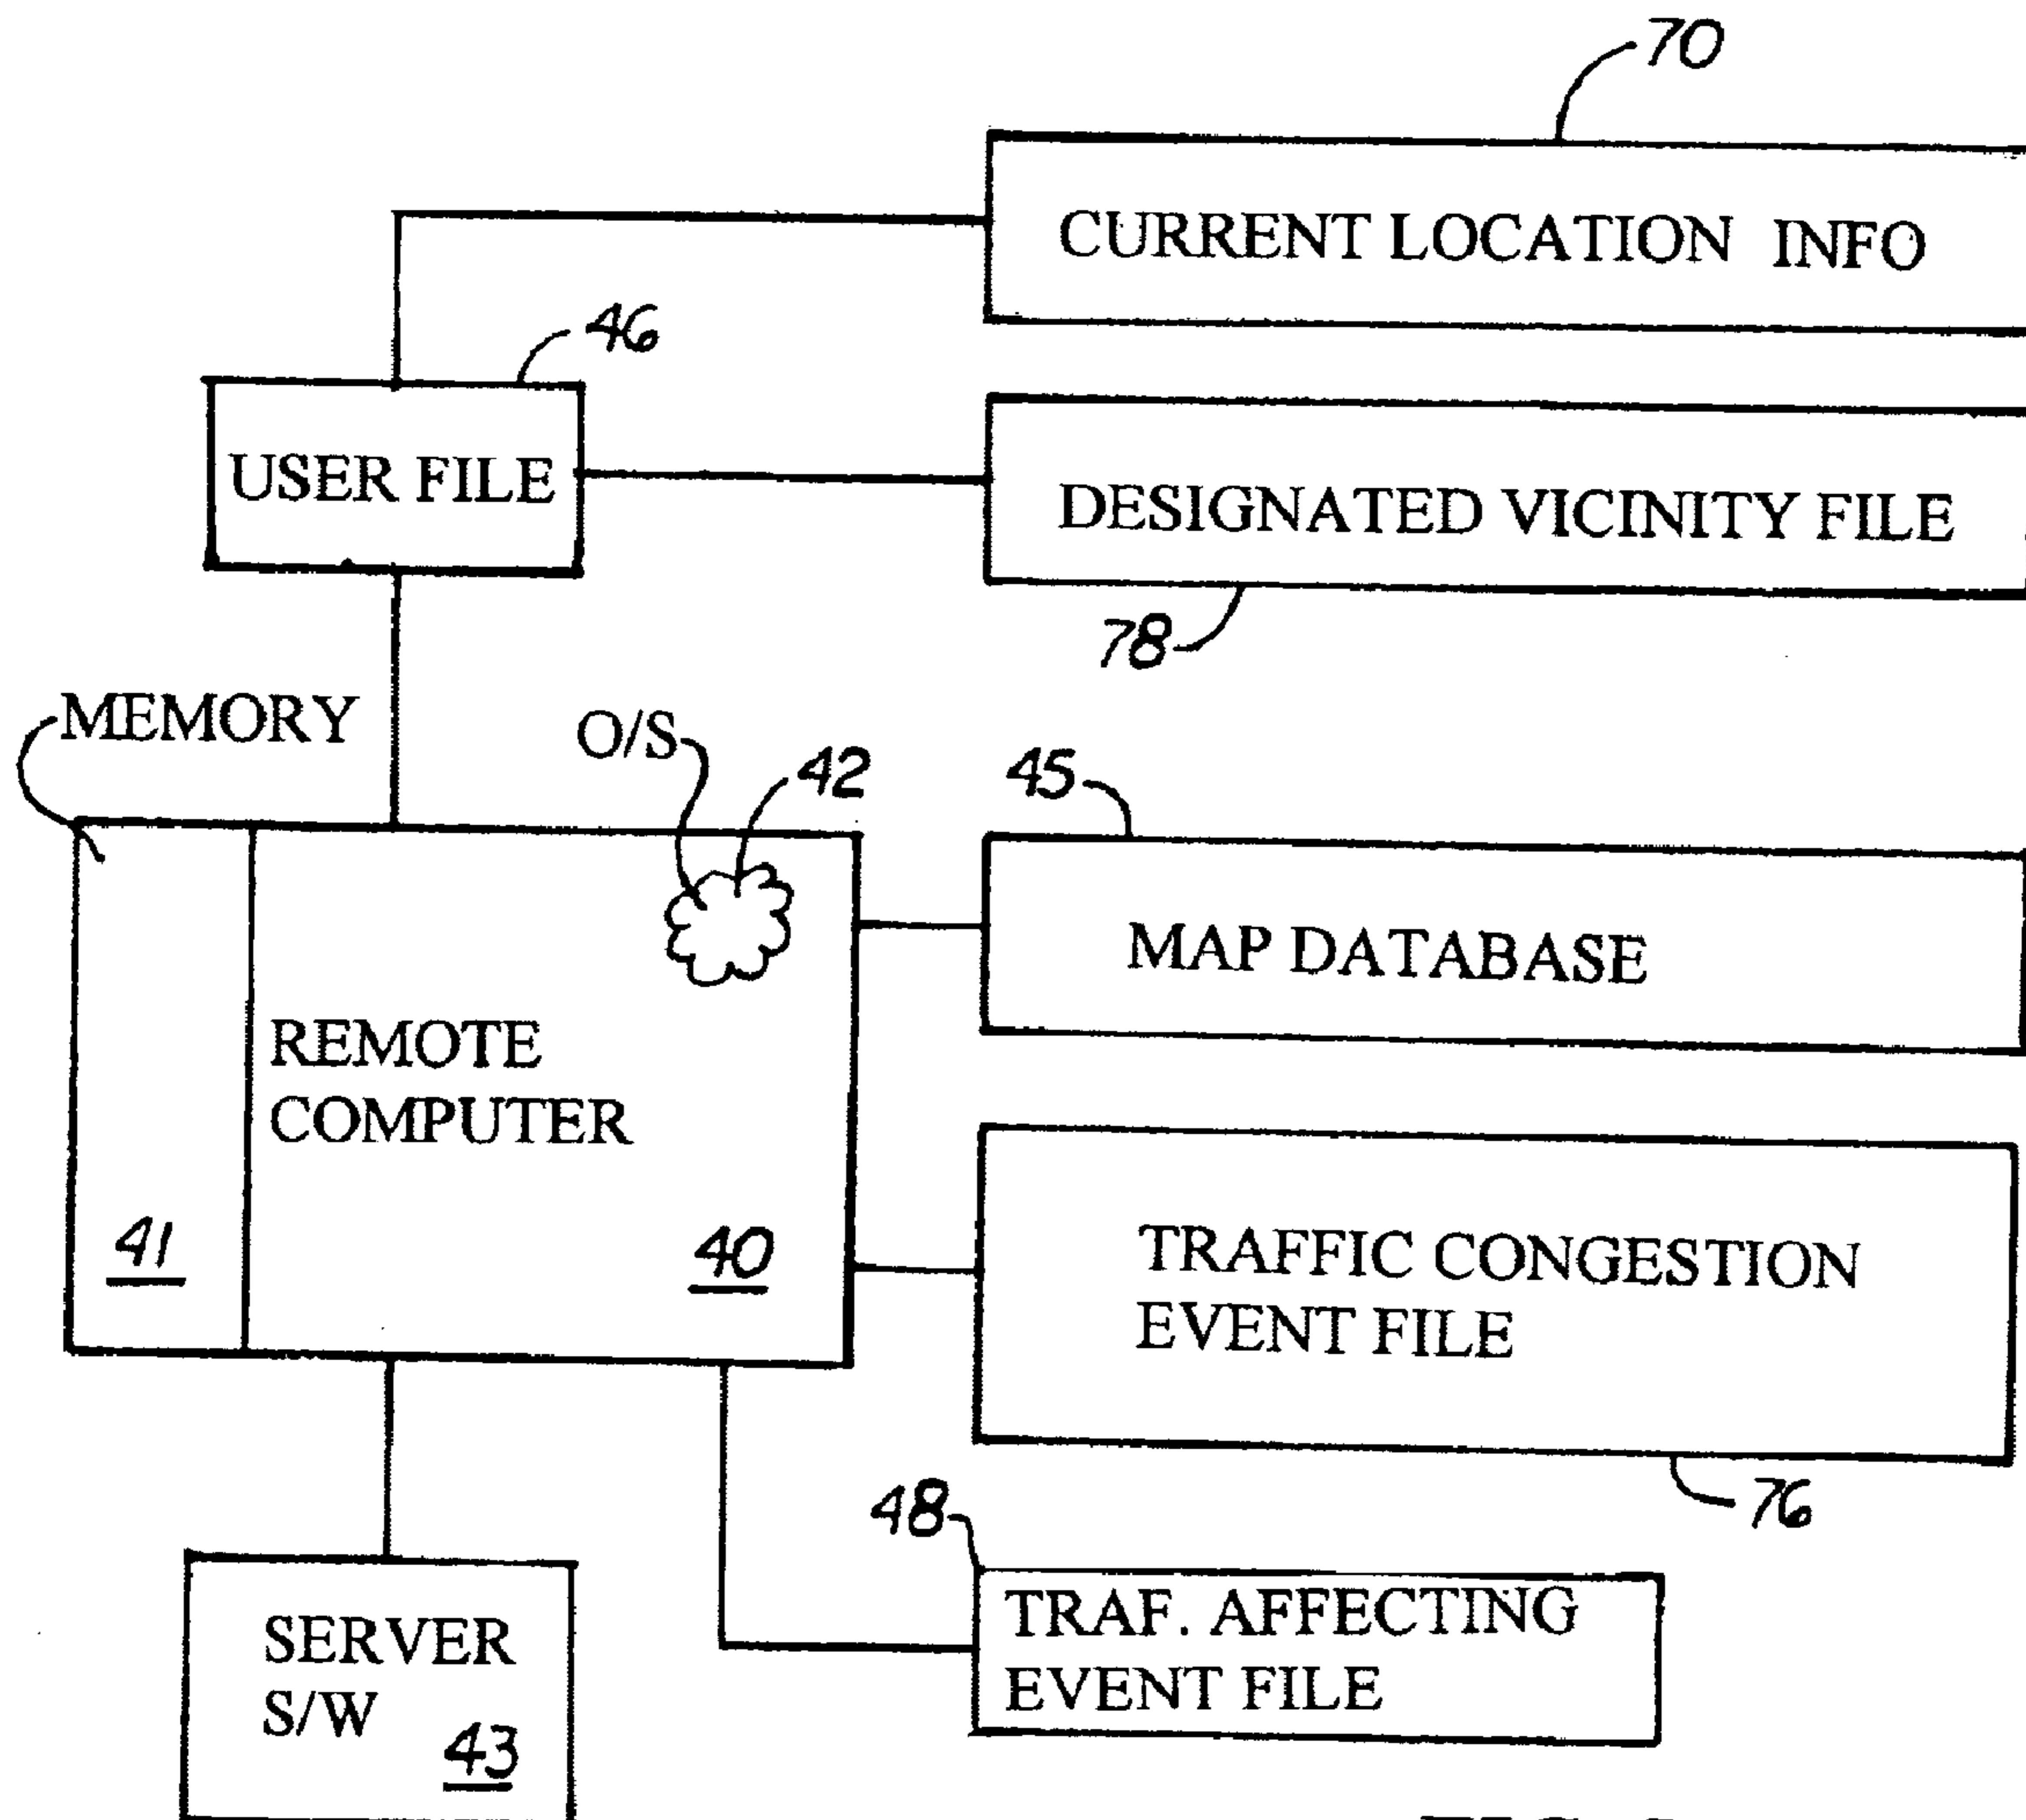 70
CURRENT LOCATION INFO
46
USER FILE
DESIGNATED VICINITY FILE
78
MEMORY
O/S
42
45
MAP DATABASE
REMOTE
COMPUTER
41
40
TRAFFIC CONGESTION
EVENT FILE
76
48
TRAF. AFFECTING
EVENT FILE
SERVER
S/W
43